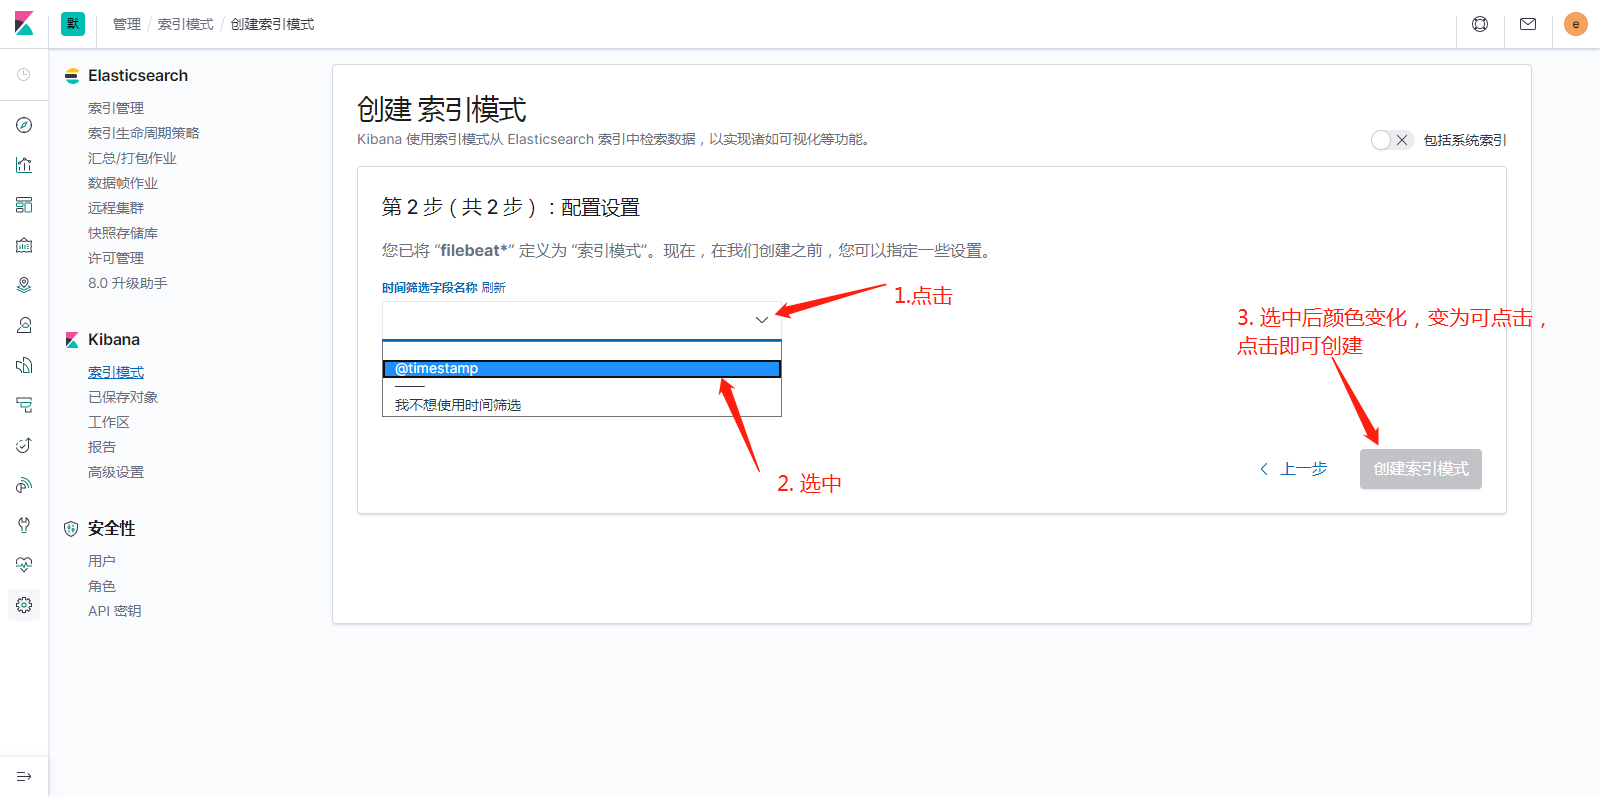 默
管理 / 索引模式 / 创建索引模式
e
Elasticsearch
索引管理
索引生命周期策略
汇总/打包作业
数据帧作业
远程集群
快照存储库
许可管理
8.0 升级助手
Kibana
索引模式
已保存对象
工作区
报告
高级设置
安全性
用户
角色
API 密钥
创建 索引模式
Kibana 使用索引模式从 Elasticsearch 索引中检索数据，以实现诸如可视化等功能。
包括系统索引
第 2 步（共 2 步）：配置设置
您已将 “filebeat*” 定义为 “索引模式”。现在，在我们创建之前，您可以指定一些设置。
时间筛选字段名称 刷新
@timestamp
———
我不想使用时间筛选
1.点击
2. 选中
3. 选中后颜色变化，变为可点击，
点击即可创建
上一步
创建索引模式